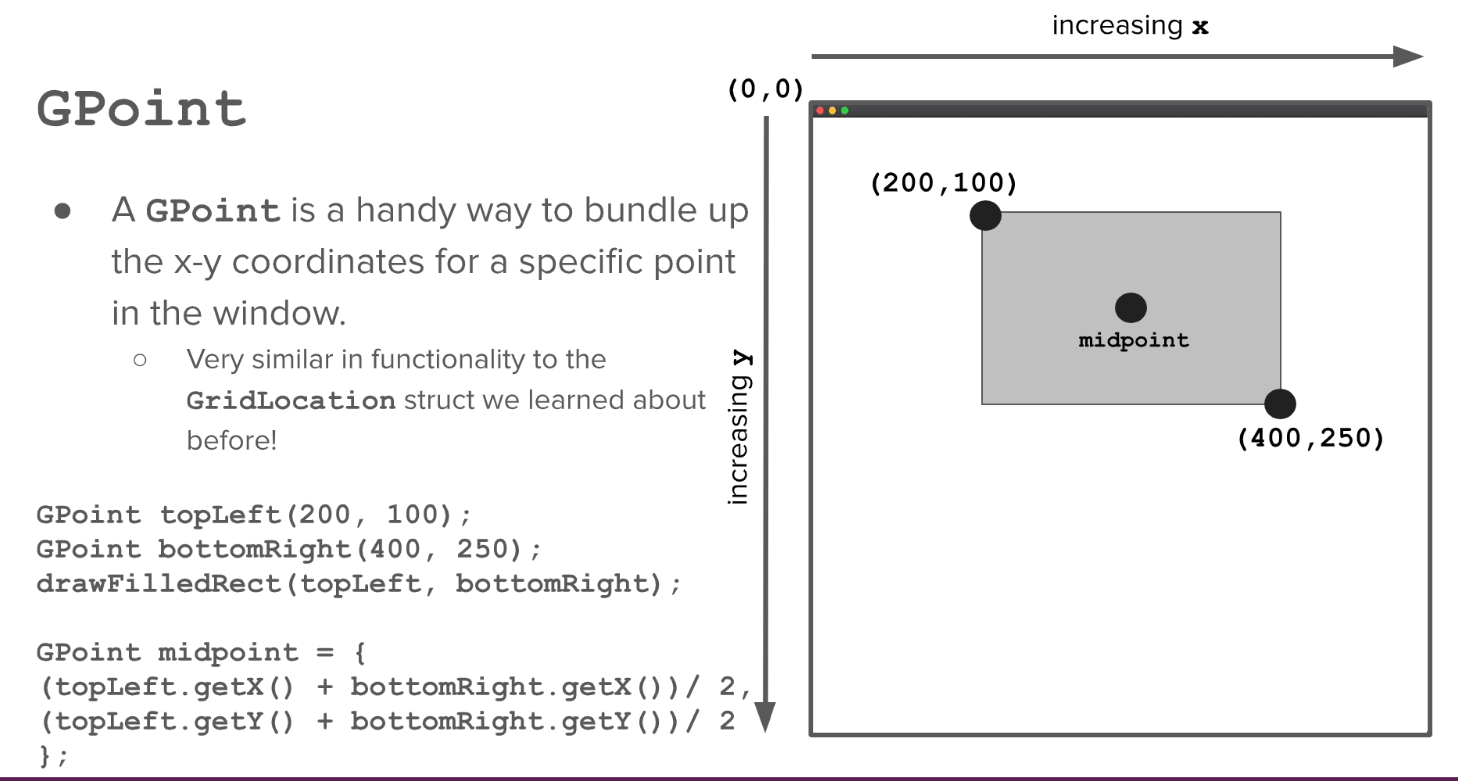 GPoint
● A GPoint is a handy way to bundle up
the x-y coordinates for a specific point
in the window.
○ Very similar in functionality to the
GridLocation struct we learned about
before!
GPoint topLeft(200, 100);
GPoint bottomRight(400, 250);
drawFilledRect(topLeft, bottomRight);
GPoint midpoint = {
(topLeft.getX() + bottomRight.getX())/ 2,
(topLeft.getY() + bottomRight.getY())/ 2
};
increasing x
(0,0)
increasing y
(200,100)
midpoint
(400,250)